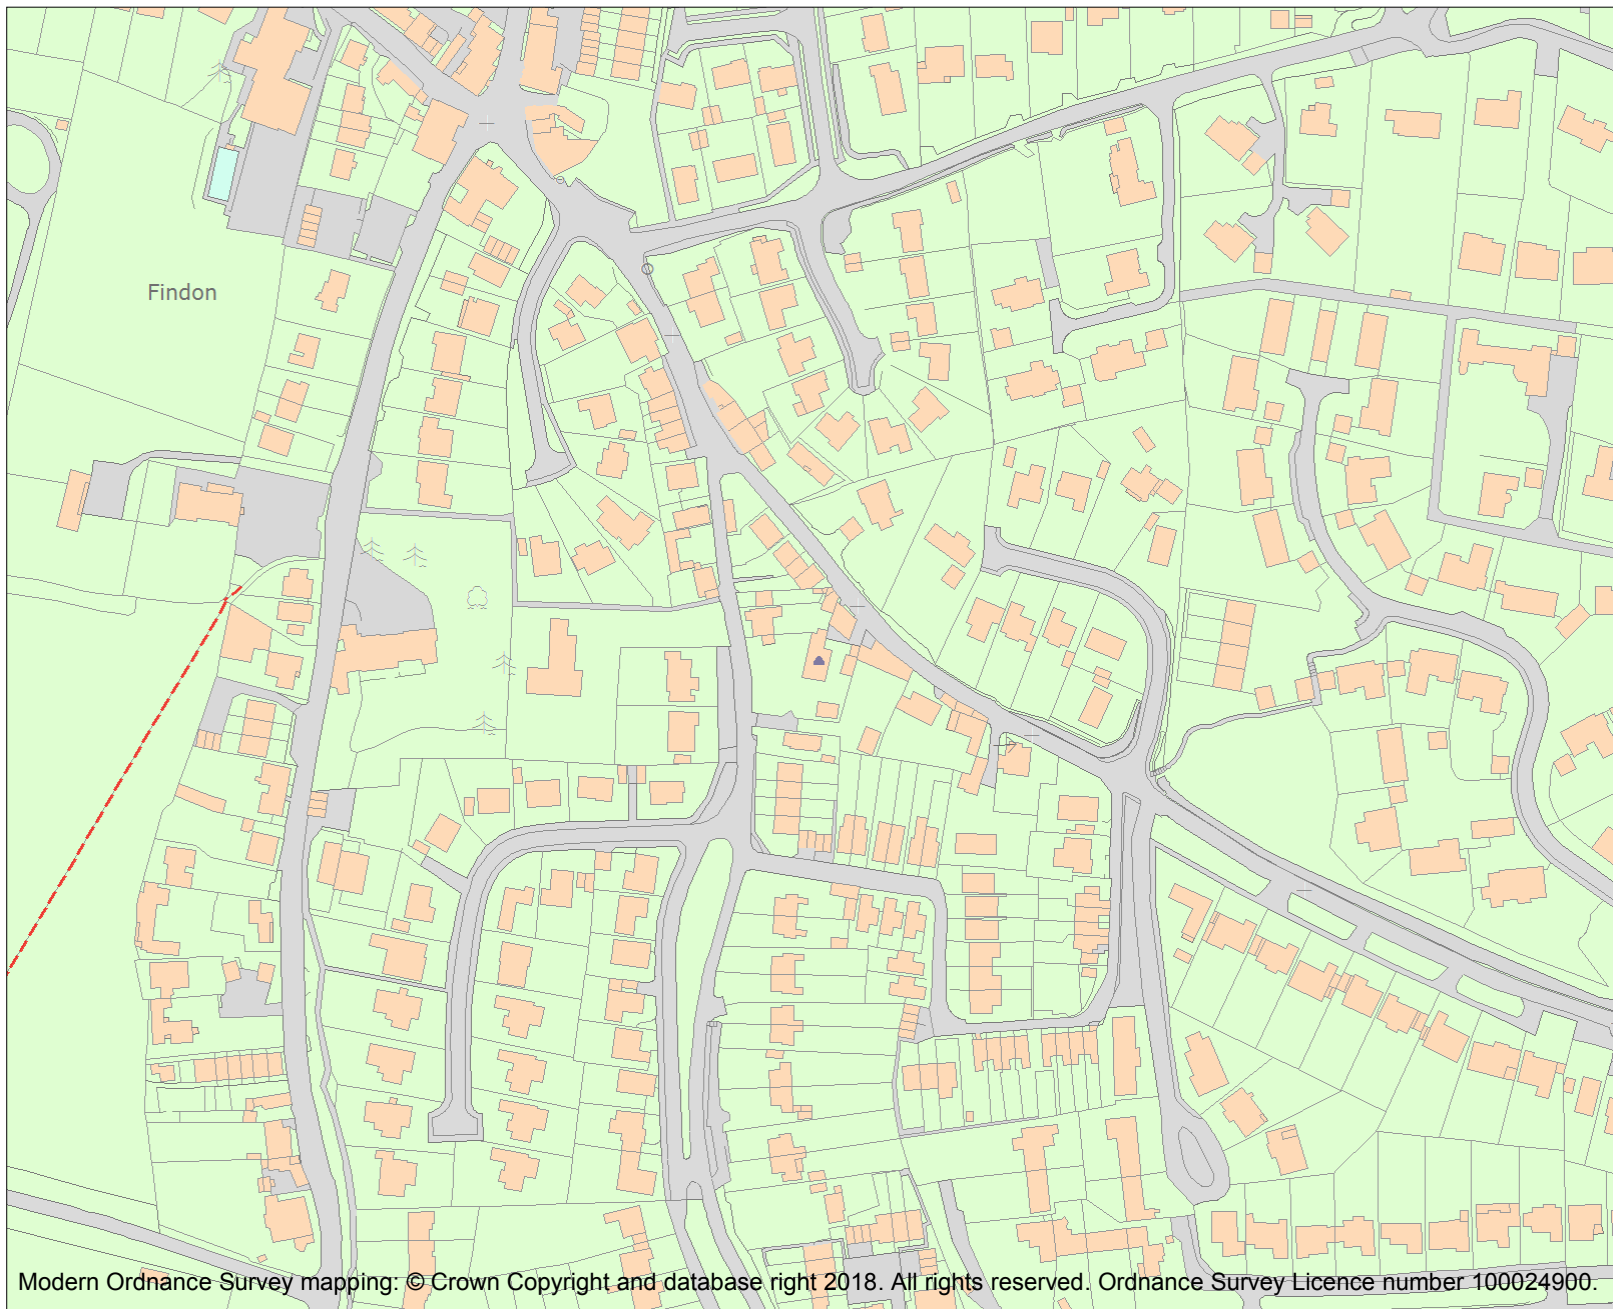 Findon
Modern Ordnance Survey mapping: © Crown Copyright and database right 2018. All rights reserved. Ordnance Survey Licence number 100024900.